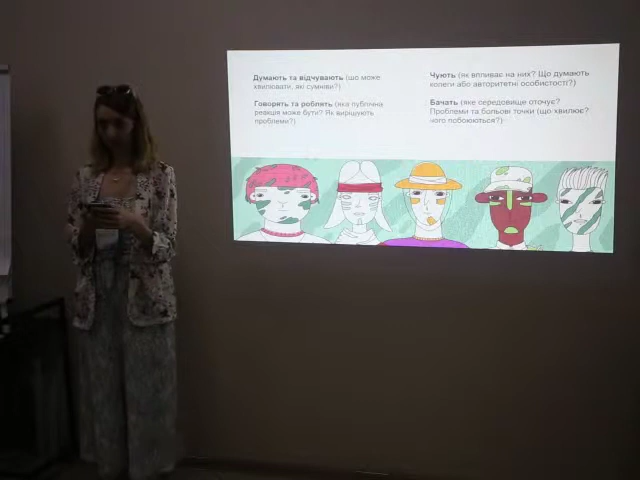 Думають та відчувають (що може
хвилювати, які сумніви?)
Говорять та роблять (яка публічна
реакція може бути? Як вирішують
проблеми?)
Чують (як впливає на них? Що думають
колеги або авторитетні особистості?)
Бачать (яке середовище оточує?
Проблеми та больові точки (що хвилює?
чого побоюються?)